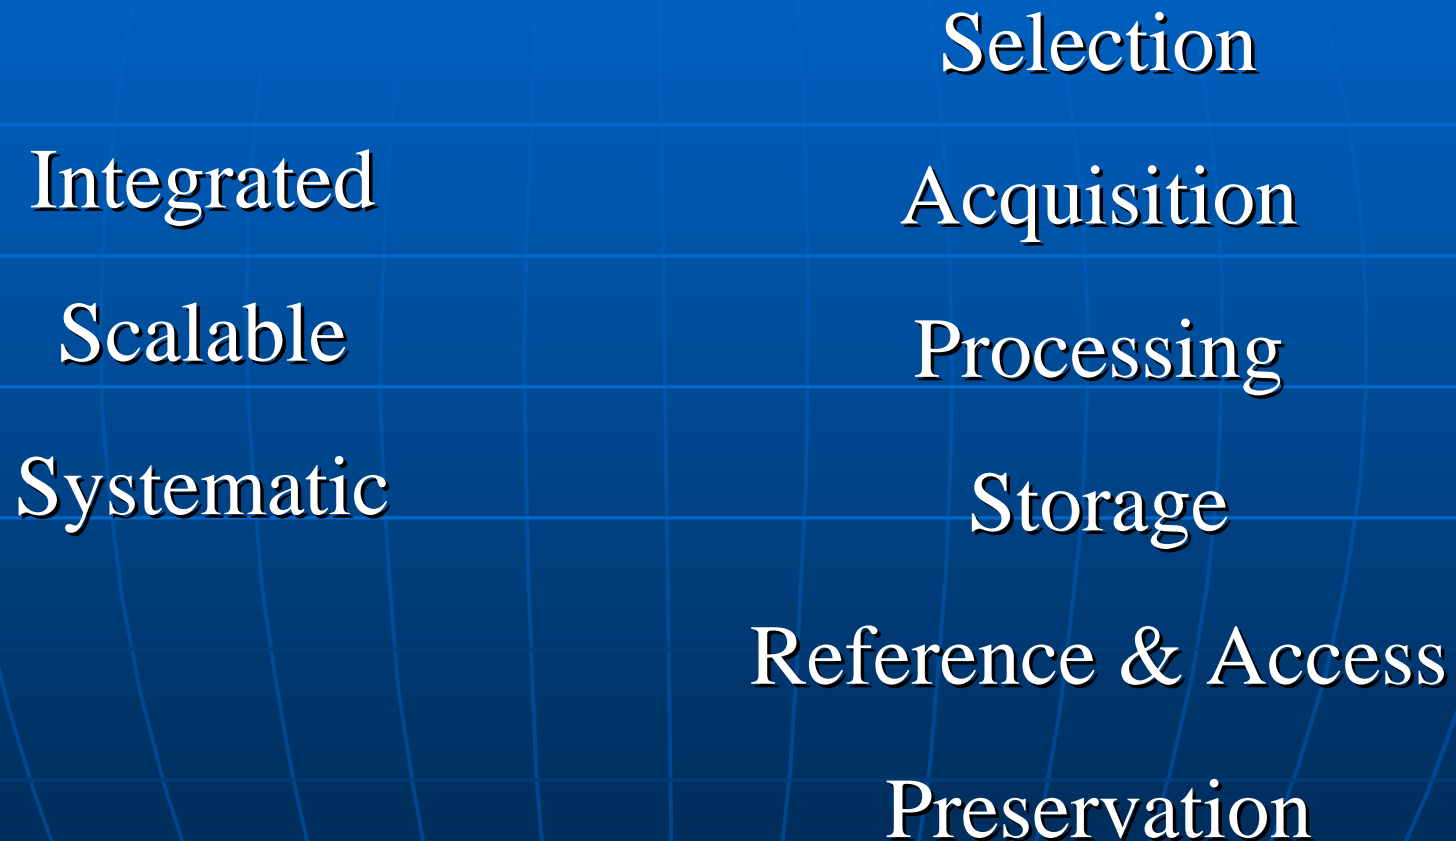 Integrated
Scalable
Systematic
Selection
Acquisition
Processing
Storage
Reference & Access
Preservation